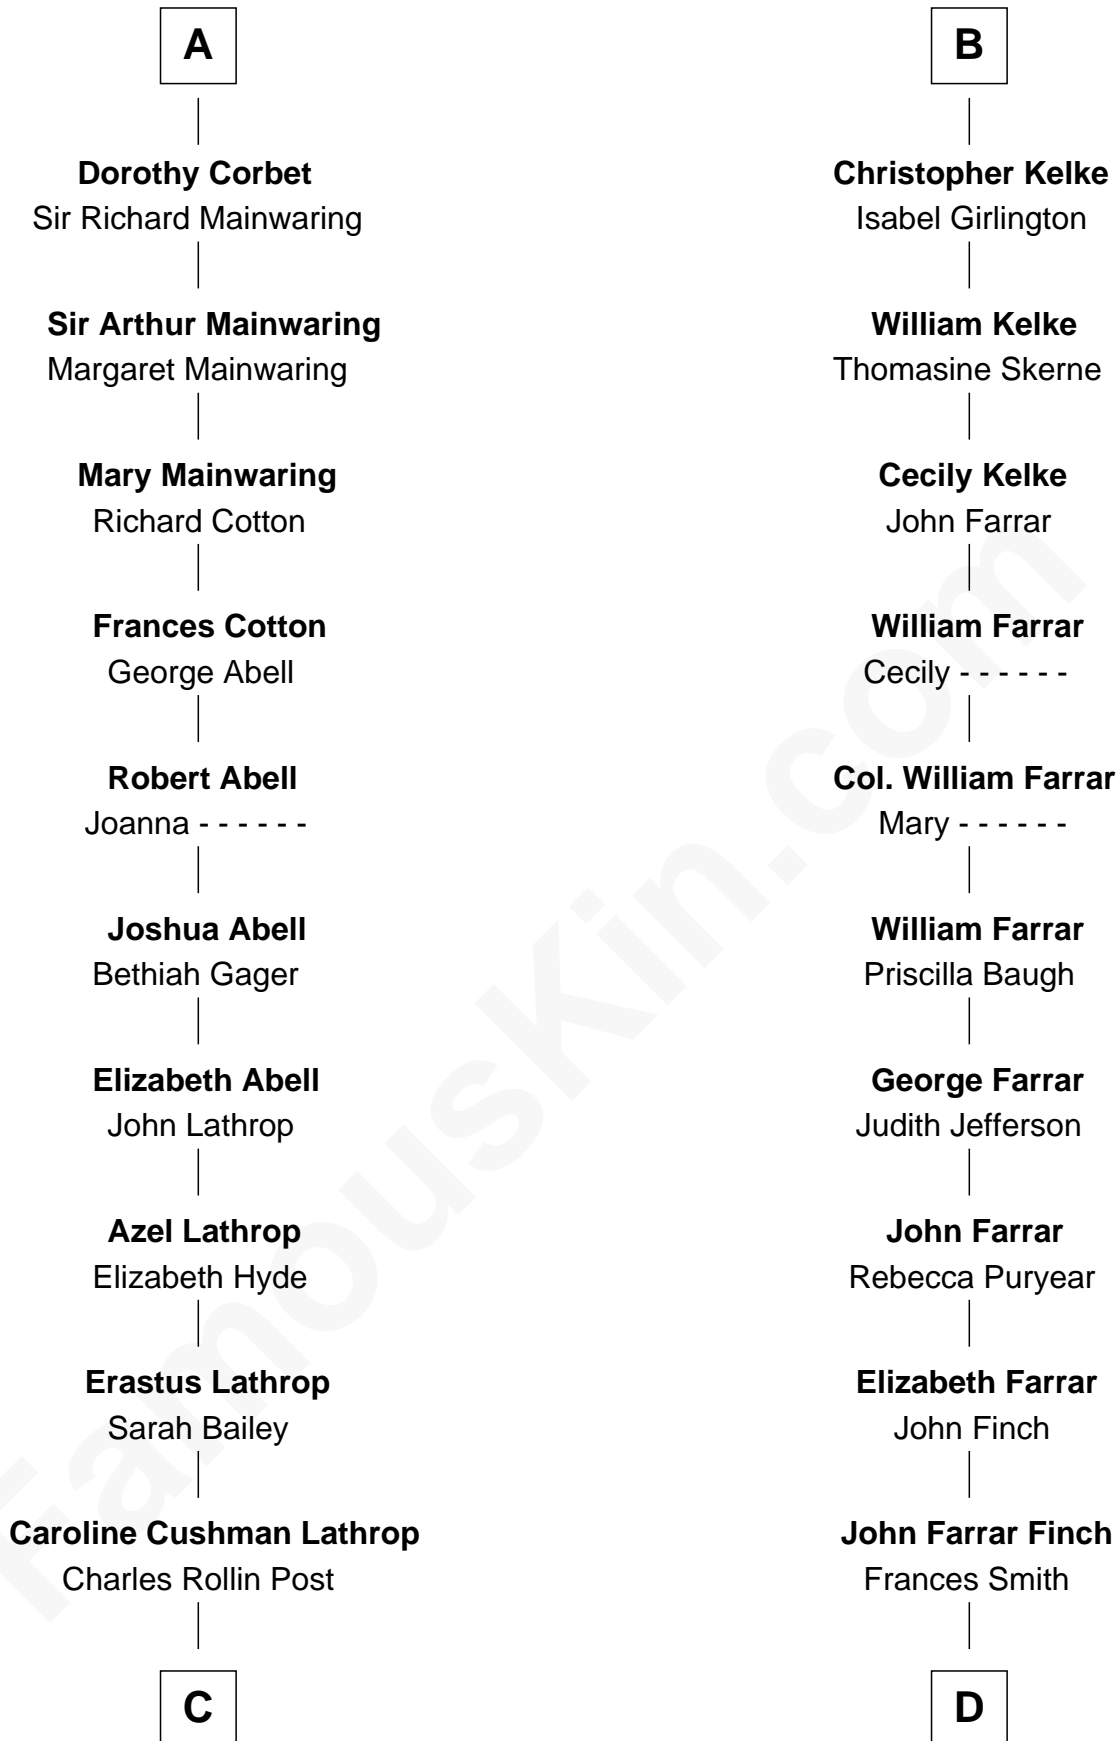 A
Dorothy Corbet
Sir Richard Mainwaring
Sir Arthur Mainwaring
Margaret Mainwaring
Mary Mainwaring
Richard Cotton
Frances Cotton
George Abell
Robert Abell
Joanna - - - - - -
Joshua Abell
Bethiah Gager
Elizabeth Abell
John Lathrop
Azel Lathrop
Elizabeth Hyde
Erastus Lathrop
Sarah Bailey
Caroline Cushman Lathrop
Charles Rollin Post
C
B
Christopher Kelke
Isabel Girlington
William Kelke
Thomasine Skerne
Cecily Kelke
John Farrar
William Farrar
Cecily - - - - - -
Col. William Farrar
Mary - - - - - -
William Farrar
Priscilla Baugh
George Farrar
Judith Jefferson
John Farrar
Rebecca Puryear
Elizabeth Farrar
John Finch
John Farrar Finch
Frances Smith
D
FamousKin.com